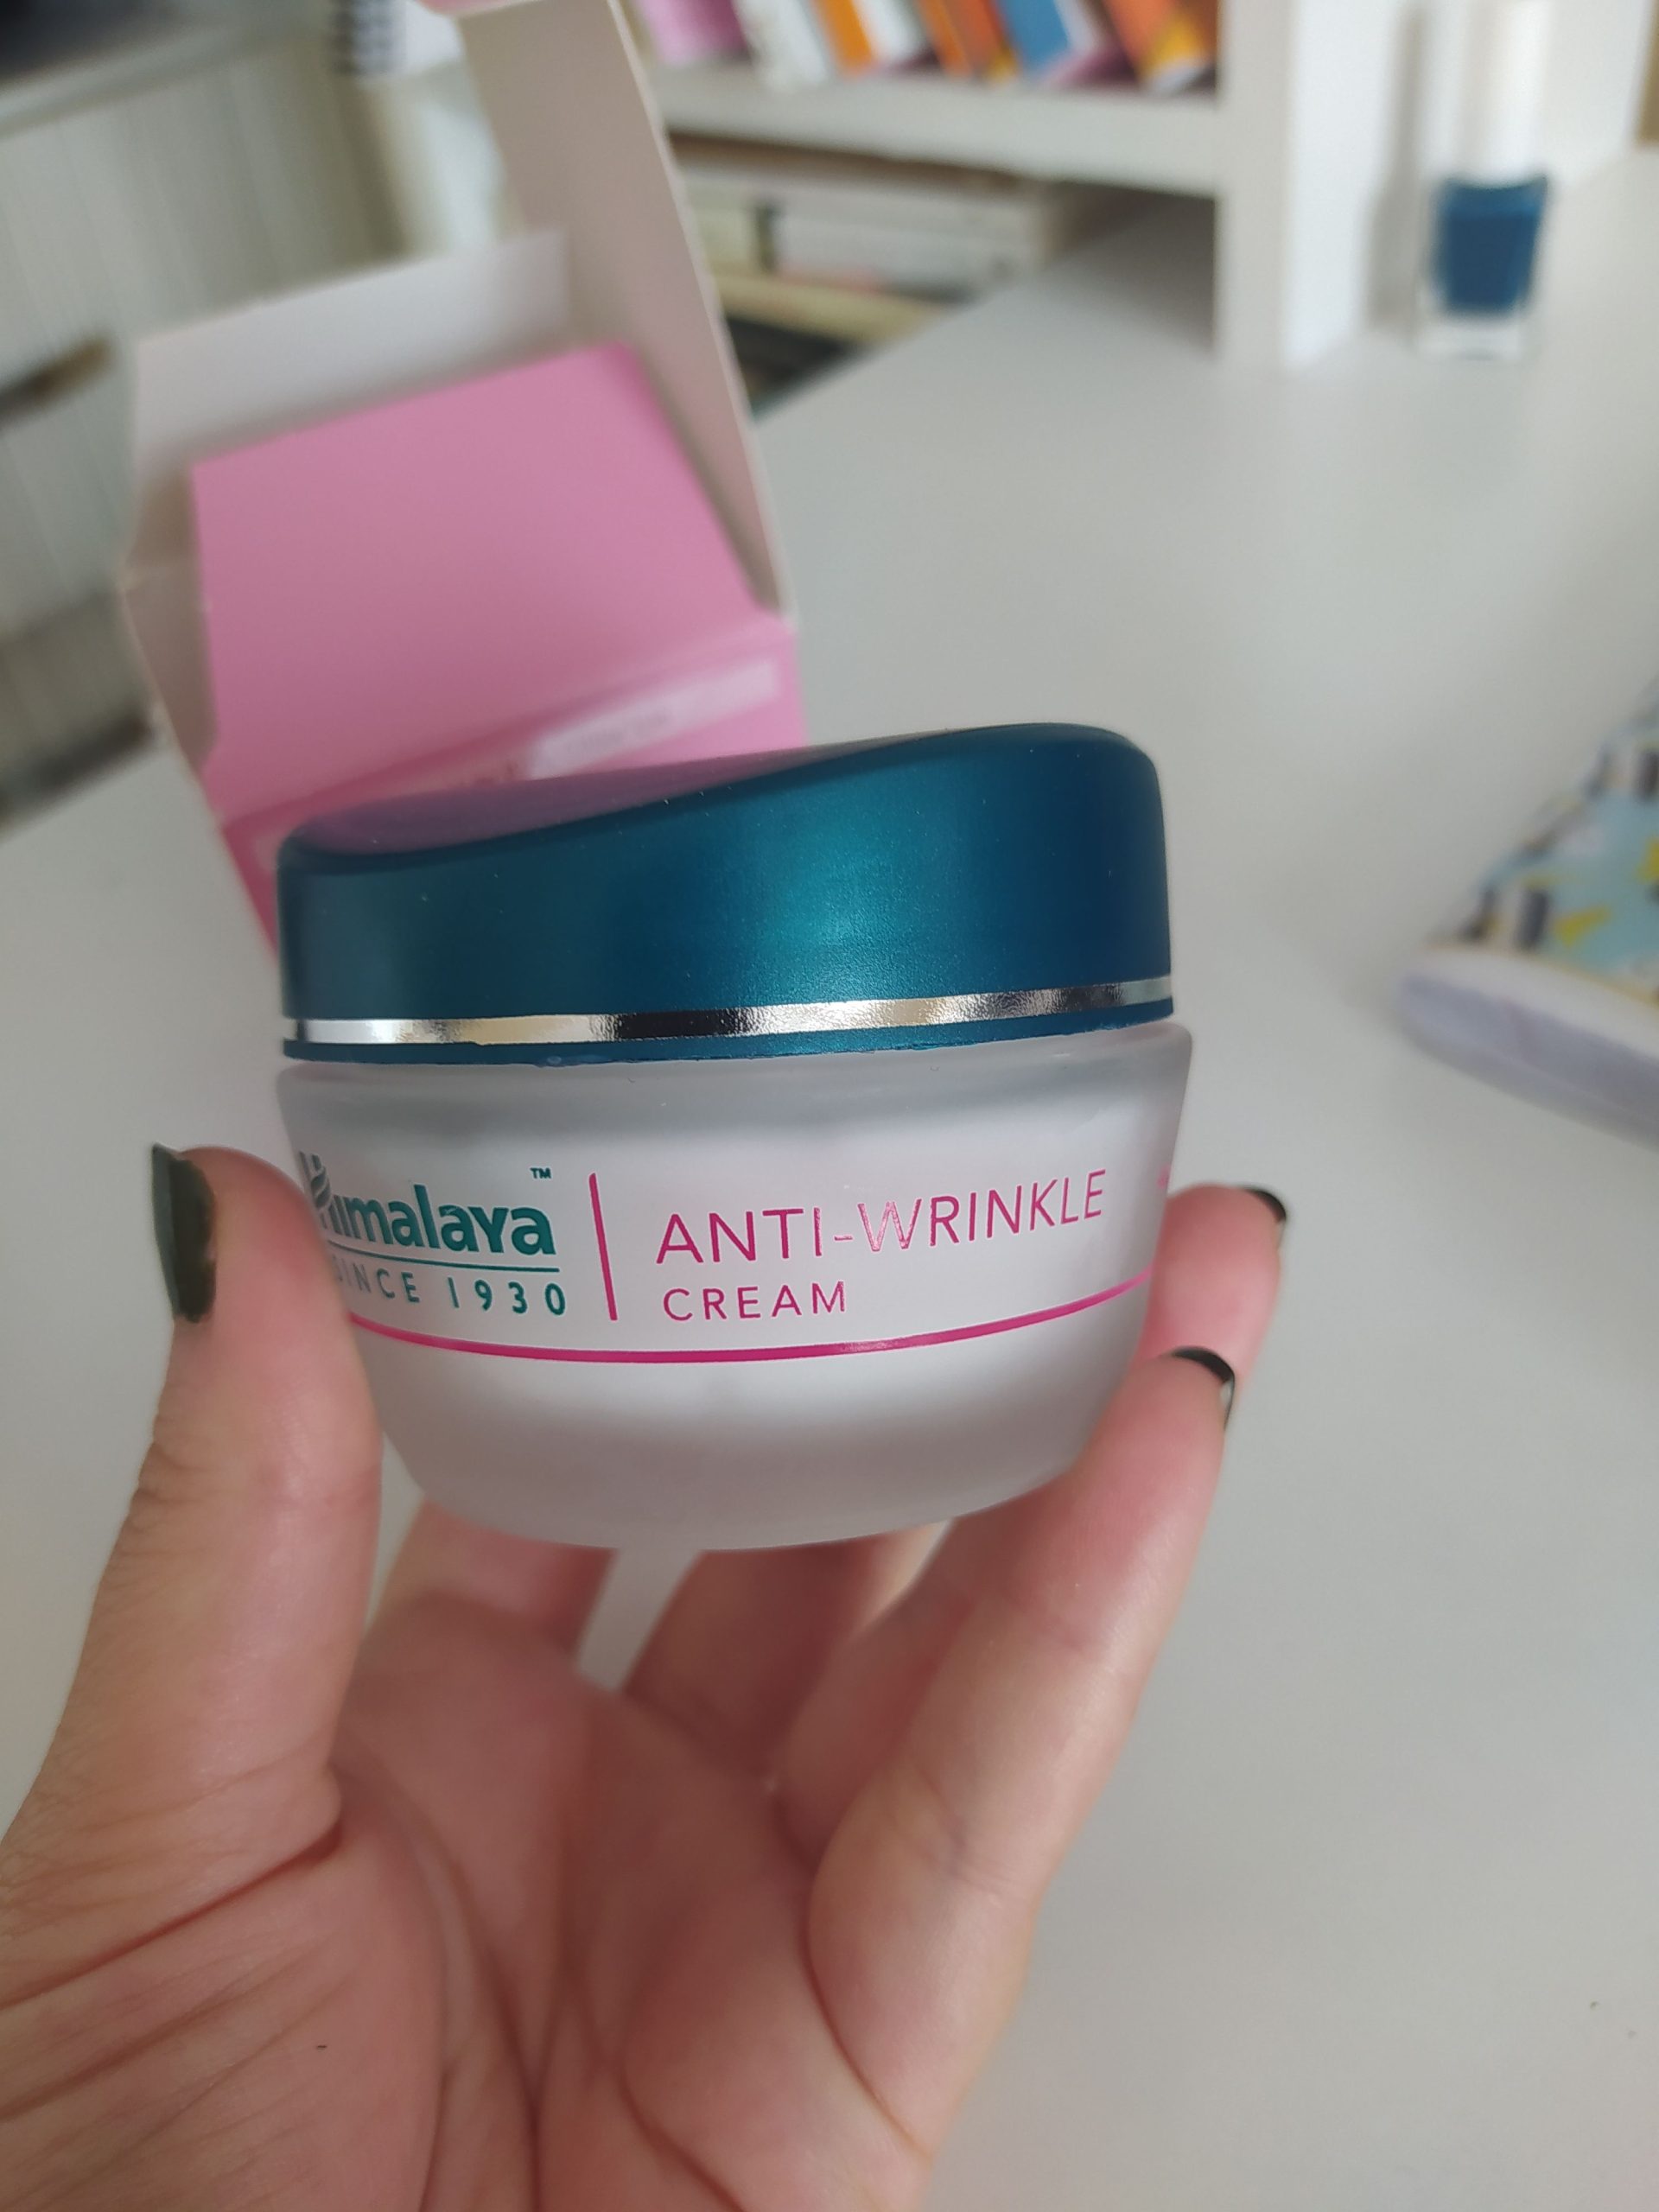 Himalaya™
SINCE 1930
ANTI-WRINKLE
CREAM